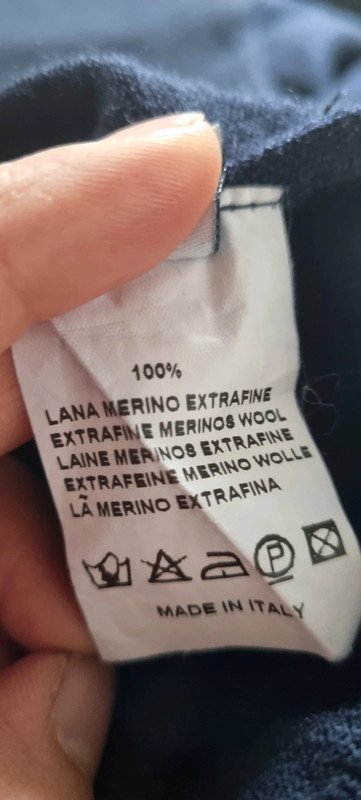 100%
LANA MERINO EXTRAFINE
EXTRAFINE MERINOS WOOL
LAINE MERINOS EXTRAFINE
EXTRAFEINE MERINO WOLLE
LÃ MERINO EXTRAFINA
P
MADE IN ITALY